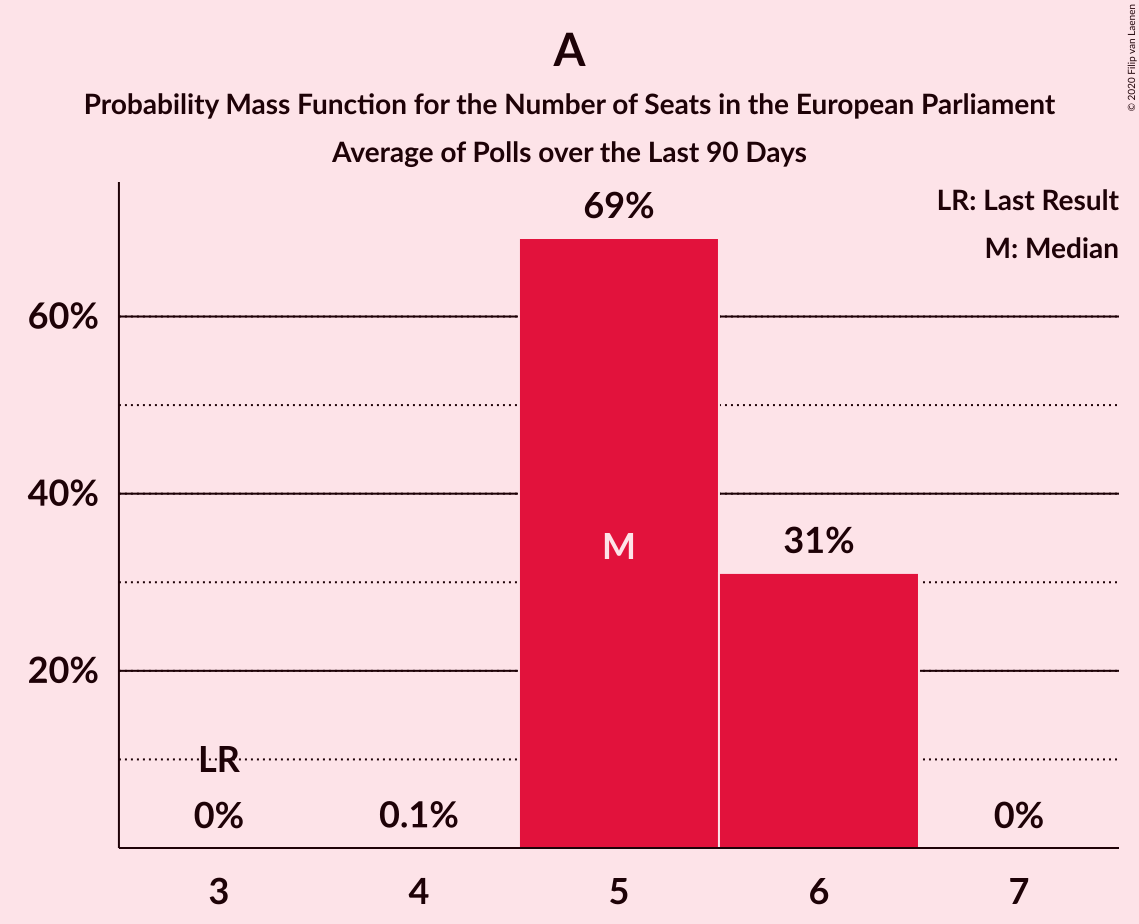 A
Probability Mass Function for the Number of Seats in the European Parliament
Average of Polls over the Last 90 Days
© 2020 Filip van Laenen
LR: Last Result
M: Median
69%
60%
40%
31%
M
20%
LR
0%
0.1%
0%
3 4 5 6 7